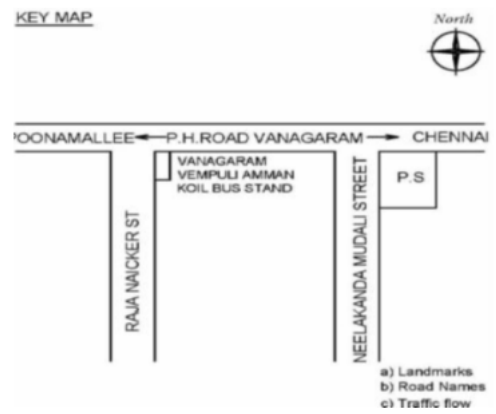 KEY MAP
North
POONAMALLEE P.H.ROAD VANAGARAM CHENNAI
VANAGARAM
VEMPULI AMMAN
KOIL BUS STAND
P.S
RAJA NAICKER ST
NEELAKANDA MUDALI STREET
a) Landmarks
b) Road Names
c) Traffic flow